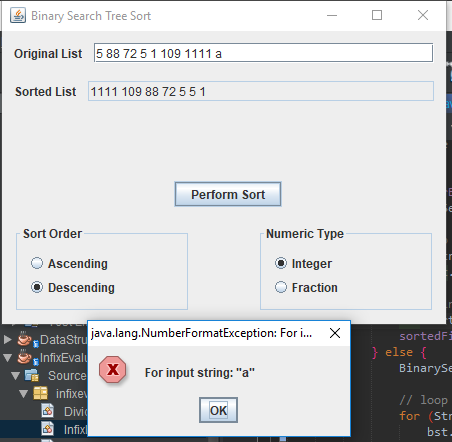 Binary Search Tree Sort
Original List 5 88 72 5 1 109 1111 a
Sorted List 1111 109 88 72 5 5 1
Perform Sort
Sort Order
Ascending
Descending
Numeric Type
Integer
Fraction
DataStru
InfixEvalu
Source
infixev
Divid
Infixl
java.lang.NumberFormatException: For i...
For input string: "a"
OK
sortedFi
} else {
BinarySe
// loop
for (Str
bst.